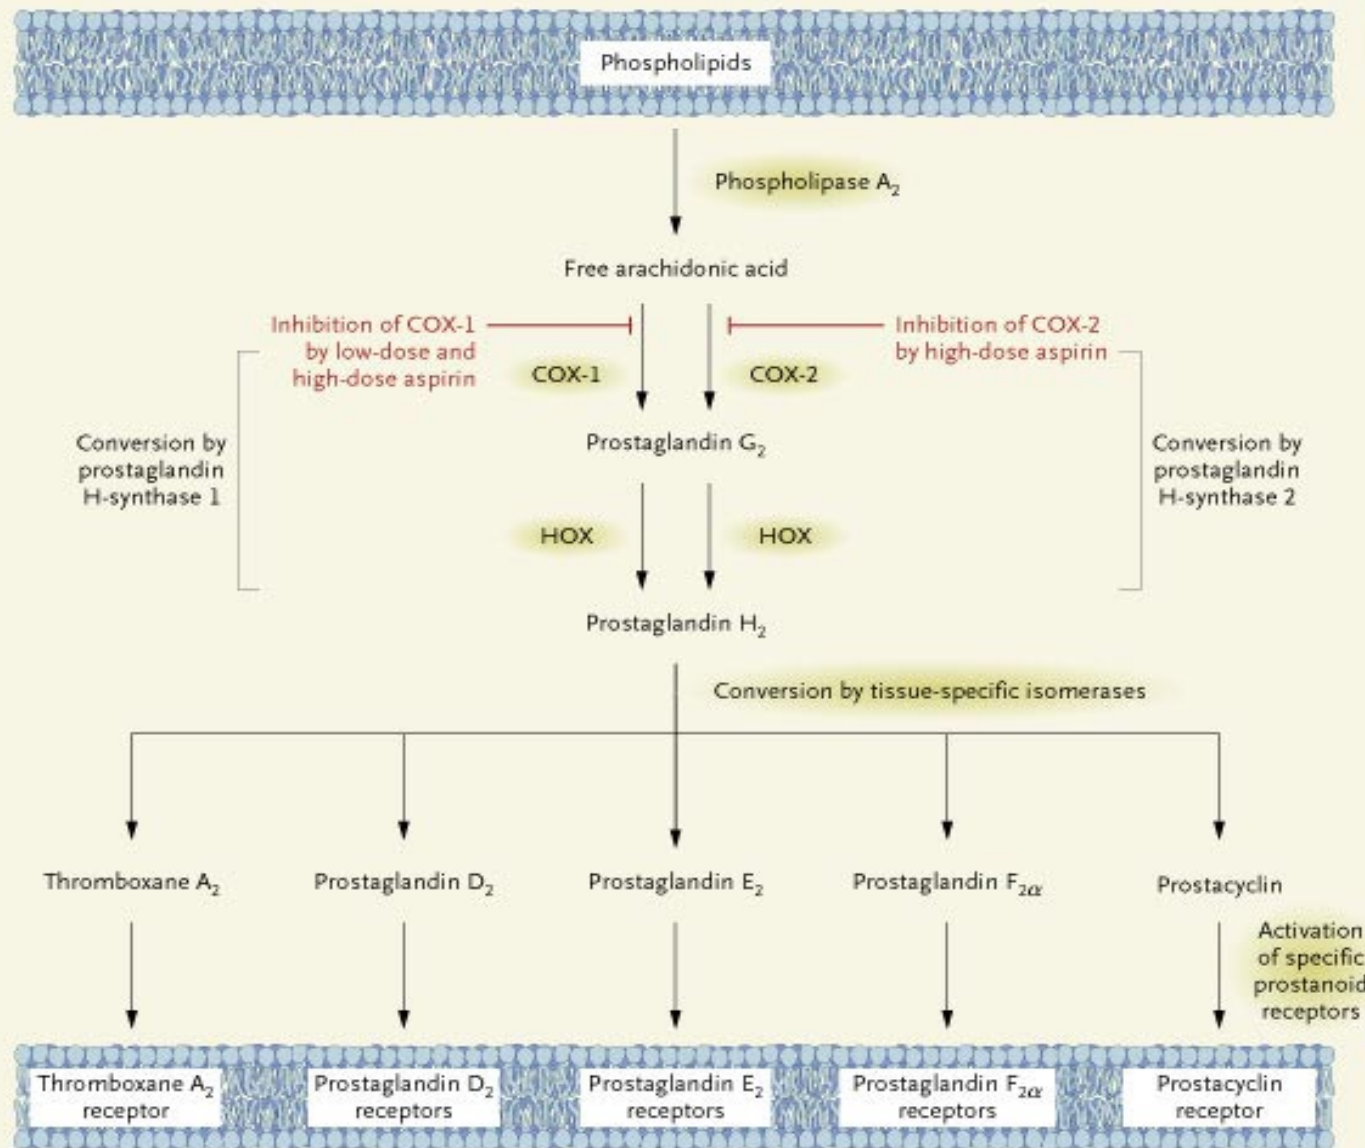 Phospholipids
Phospholipase A₂
Free arachidonic acid
Inhibition of COX-1
by low-dose and
high-dose aspirin
Inhibition of COX-2
by high-dose aspirin
COX-1
COX-2
Conversion by
prostaglandin
H-synthase 1
Prostaglandin G₂
Conversion by
prostaglandin
H-synthase 2
HOX
HOX
Prostaglandin H₂
Conversion by tissue-specific isomerases
Thromboxane A₂
Prostaglandin D₂
Prostaglandin E₂
Prostaglandin F₂α
Prostacyclin
Activation
of specific
prostanoid
receptors
Thromboxane A₂
receptor
Prostaglandin D₂
receptors
Prostaglandin E₂
receptors
Prostaglandin F₂α
receptors
Prostacyclin
receptor